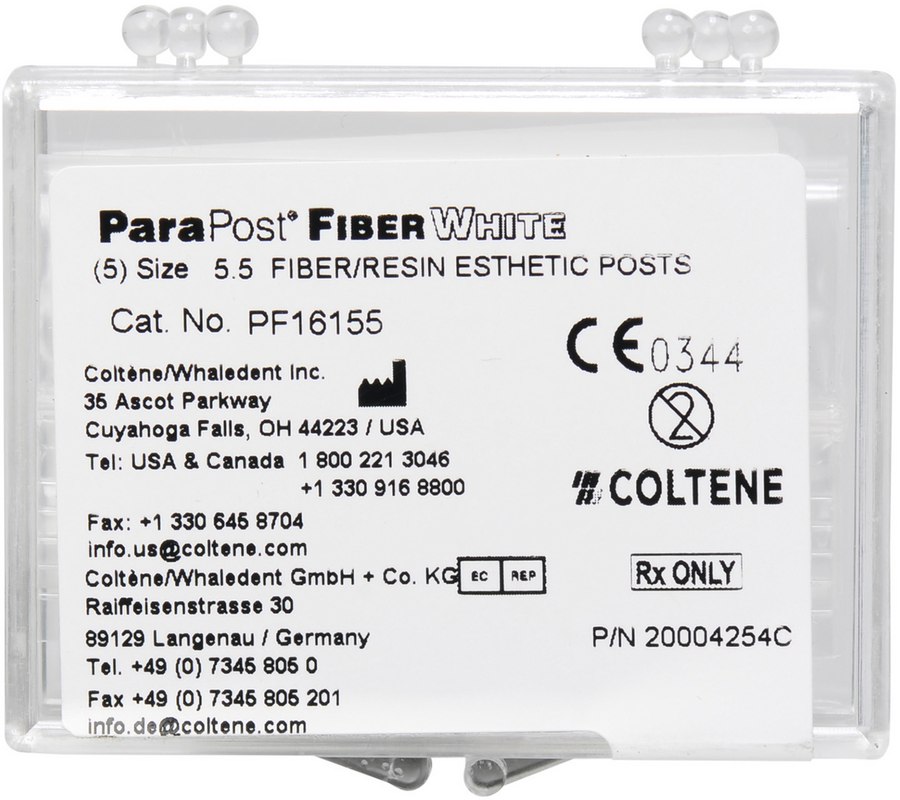 ParaPost® FIBERWHITE
(5) Size 5.5 FIBER/RESIN ESTHETIC POSTS
Cat. No. PF16155
CE 0344
Coltène/Whaledent Inc.
35 Ascot Parkway
Cuyahoga Falls, OH 44223 / USA
2
Tel: USA & Canada 1 800 221 3046
+1 330 916 8800
COLTENE
Fax: +1 330 645 8704
info.us@coltene.com
Coltène/Whaledent GmbH + Co. KG EC REP
Rx ONLY
Raiffeisenstrasse 30
89129 Langenau / Germany
P/N 20004254C
Tel. +49 (0) 7345 805 0
Fax +49 (0) 7345 805 201
info.de@coltene.com